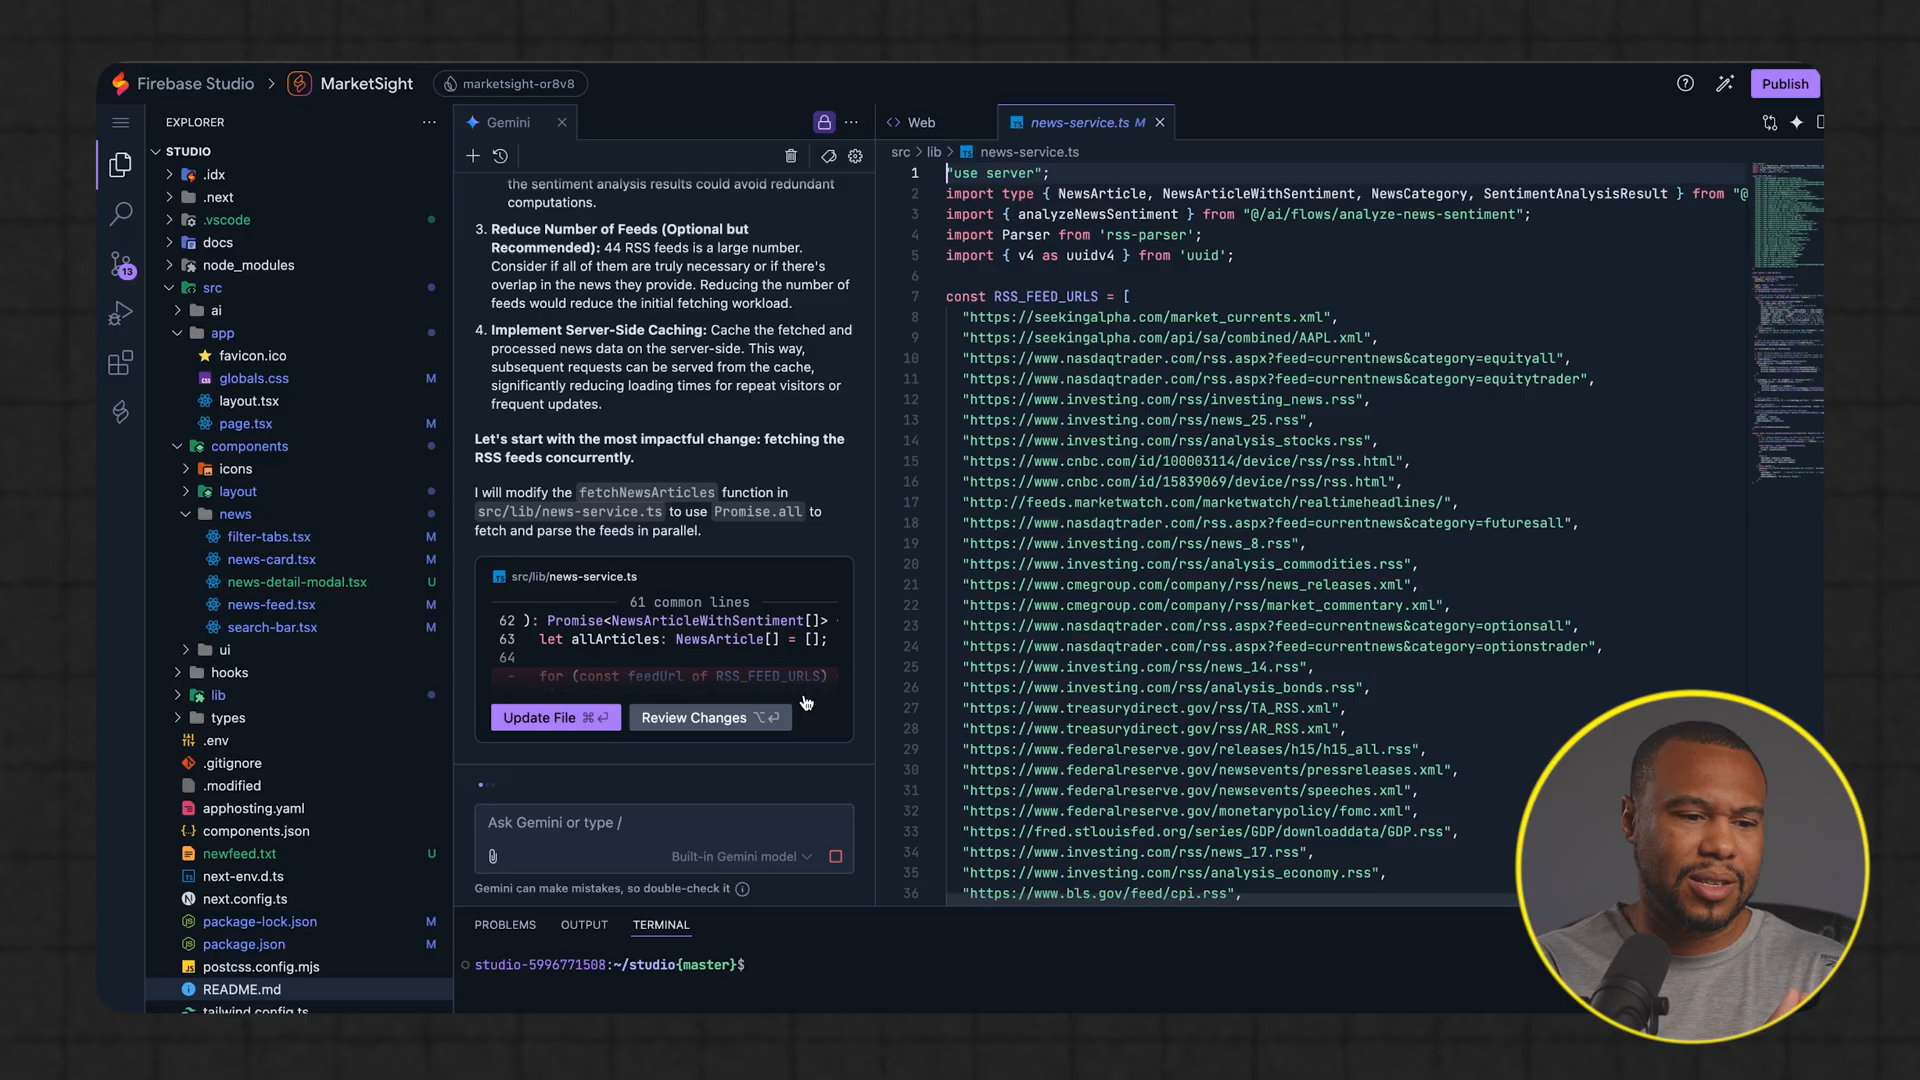 Firebase Studio > MarketSight marketsight-or8v8
Publish
EXPLORER
STUDIO
.idx
.next
.vscode
docs
node_modules
src
ai
app
favicon.ico
globals.css M
layout.tsx
page.tsx M
components
icons
layout
news
filter-tabs.tsx M
news-card.tsx M
news-detail-modal.tsx U
news-feed.tsx M
search-bar.tsx M
ui
hooks
lib
types
.env
.gitignore
.modified
apphosting.yaml
components.json
newfeed.txt U
next-env.d.ts
next.config.ts
package-lock.json M
package.json M
postcss.config.mjs
README.md
tailwind.config.ts
13
Gemini
the sentiment analysis results could avoid redundant
computations.
3. Reduce Number of Feeds (Optional but
Recommended): 44 RSS feeds is a large number.
Consider if all of them are truly necessary or if there's
overlap in the news they provide. Reducing the number of
feeds would reduce the initial fetching workload.
4. Implement Server-Side Caching: Cache the fetched and
processed news data on the server-side. This way,
subsequent requests can be served from the cache,
significantly reducing loading times for repeat visitors or
frequent updates.
Let's start with the most impactful change: fetching the
RSS feeds concurrently.
I will modify the fetchNewsArticles function in
src/lib/news-service.ts to use Promise.all to
fetch and parse the feeds in parallel.
TS src/lib/news-service.ts
61 common lines
62 ): Promise<NewsArticleWithSentiment[]>
63 let allArticles: NewsArticle[] = [];
64
- for (const feedUrl of RSS_FEED_URLS)
Update File ⌘⏎ Review Changes ⌥⏎
Ask Gemini or type /
Built-in Gemini model
Gemini can make mistakes, so double-check it
<> Web
TS news-service.ts M
src > lib > TS news-service.ts
1 "use server";
2 import type { NewsArticle, NewsArticleWithSentiment, NewsCategory, SentimentAnalysisResult } from "@
3 import { analyzeNewsSentiment } from "@/ai/flows/analyze-news-sentiment";
4 import Parser from 'rss-parser';
5 import { v4 as uuidv4 } from 'uuid';
6
7 const RSS_FEED_URLS = [
8 "https://seekingalpha.com/market_currents.xml",
9 "https://seekingalpha.com/api/sa/combined/AAPL.xml",
10 "https://www.nasdaqtrader.com/rss.aspx?feed=currentnews&category=equityall",
11 "https://www.nasdaqtrader.com/rss.aspx?feed=currentnews&category=equitytrader",
12 "https://www.investing.com/rss/investing_news.rss",
13 "https://www.investing.com/rss/news_25.rss",
14 "https://www.investing.com/rss/analysis_stocks.rss",
15 "https://www.cnbc.com/id/100003114/device/rss/rss.html",
16 "https://www.cnbc.com/id/15839069/device/rss/rss.html",
17 "http://feeds.marketwatch.com/marketwatch/realtimeheadlines/",
18 "https://www.nasdaqtrader.com/rss.aspx?feed=currentnews&category=futuresall",
19 "https://www.investing.com/rss/news_8.rss",
20 "https://www.investing.com/rss/analysis_commodities.rss",
21 "https://www.cmegroup.com/company/rss/news_releases.xml",
22 "https://www.cmegroup.com/company/rss/market_commentary.xml",
23 "https://www.nasdaqtrader.com/rss.aspx?feed=currentnews&category=optionsall",
24 "https://www.nasdaqtrader.com/rss.aspx?feed=currentnews&category=optionstrader",
25 "https://www.investing.com/rss/news_14.rss",
26 "https://www.investing.com/rss/analysis_bonds.rss",
27 "https://www.treasurydirect.gov/rss/TA_RSS.xml",
28 "https://www.treasurydirect.gov/rss/AR_RSS.xml",
29 "https://www.federalreserve.gov/releases/h15/h15_all.rss",
30 "https://www.federalreserve.gov/newsevents/pressreleases.xml",
31 "https://www.federalreserve.gov/newsevents/speeches.xml",
32 "https://www.federalreserve.gov/monetarypolicy/fomc.xml",
33 "https://fred.stlouisfed.org/series/GDP/downloaddata/GDP.rss",
34 "https://www.investing.com/rss/news_17.rss",
35 "https://www.investing.com/rss/analysis_economy.rss",
36 "https://www.bls.gov/feed/cpi.rss",
PROBLEMS OUTPUT TERMINAL
studio-5996771508:~/studio{master}$